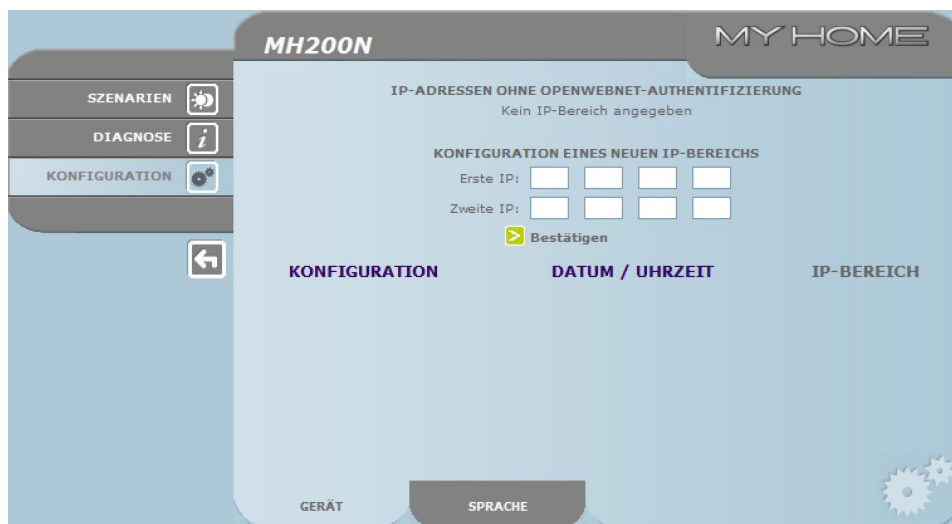 MH200N
MY HOME
SZENARIEN
DIAGNOSE
KONFIGURATION
IP-ADRESSEN OHNE OPENWEBNET-AUTHENTIFIZIERUNG
Kein IP-Bereich angegeben
KONFIGURATION EINES NEUEN IP-BEREICHS
Erste IP:
Zweite IP:
Bestätigen
KONFIGURATION DATUM / UHRZEIT IP-BEREICH
GERÄT SPRACHE